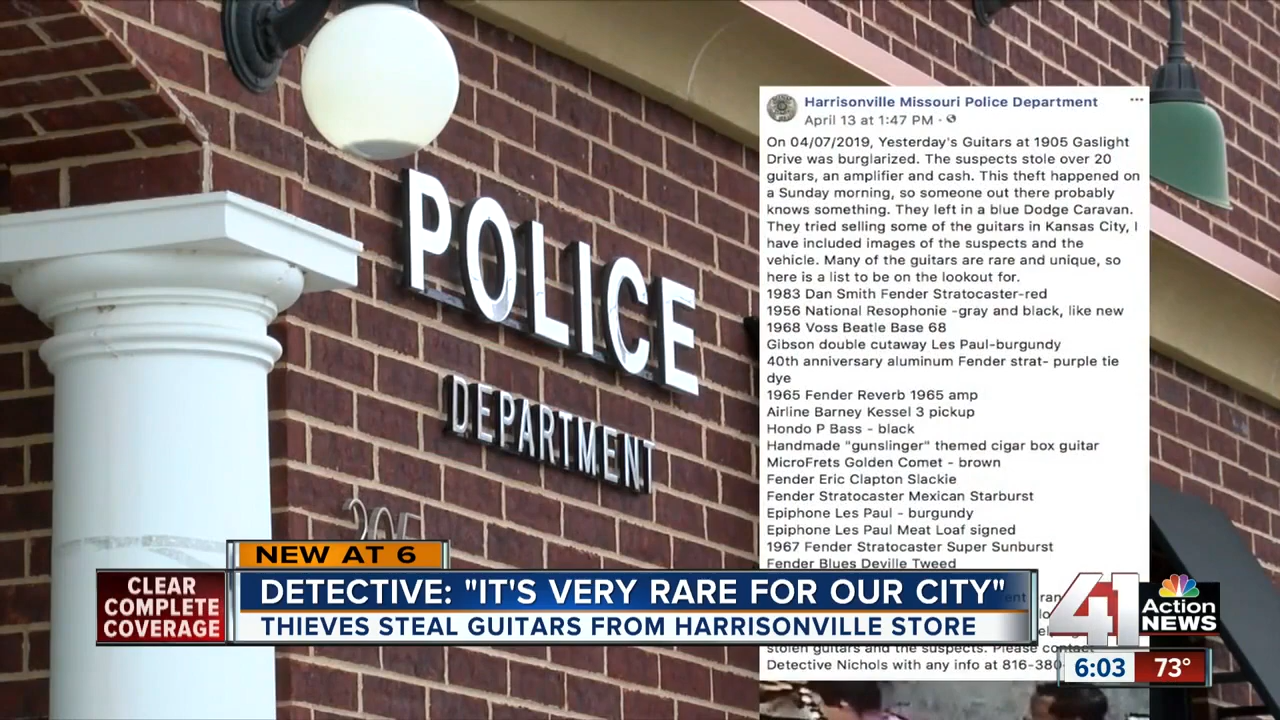 POLICE
DEPARTMENT
205
Harrisonville Missouri Police Department
April 13 at 1:47 PM ·
On 04/07/2019, Yesterday's Guitars at 1905 Gaslight
Drive was burglarized. The suspects stole over 20
guitars, an amplifier and cash. This theft happened on
a Sunday morning, so someone out there probably
knows something. They left in a blue Dodge Caravan.
They tried selling some of the guitars in Kansas City, I
have included images of the suspects and the
vehicle. Many of the guitars are rare and unique, so
here is a list to be on the lookout for.
1983 Dan Smith Fender Stratocaster-red
1956 National Resophonie -gray and black, like new
1968 Voss Beatle Base 68
Gibson double cutaway Les Paul-burgundy
40th anniversary aluminum Fender strat- purple tie
dye
1965 Fender Reverb 1965 amp
Airline Barney Kessel 3 pickup
Hondo P Bass - black
Handmade "gunslinger" themed cigar box guitar
MicroFrets Golden Comet - brown
Fender Eric Clapton Slackie
Fender Stratocaster Mexican Starburst
Epiphone Les Paul - burgundy
Epiphone Les Paul Meat Loaf signed
1967 Fender Stratocaster Super Sunburst
Fender Blues Deville Tweed
stolen guitars and the suspects. Please contact
Detective Nichols with any info at 816-380
NEW AT 6
CLEAR
COMPLETE
COVERAGE
DETECTIVE: "IT'S VERY RARE FOR OUR CITY"
THIEVES STEAL GUITARS FROM HARRISONVILLE STORE
41
Action
NEWS
6:03 73°